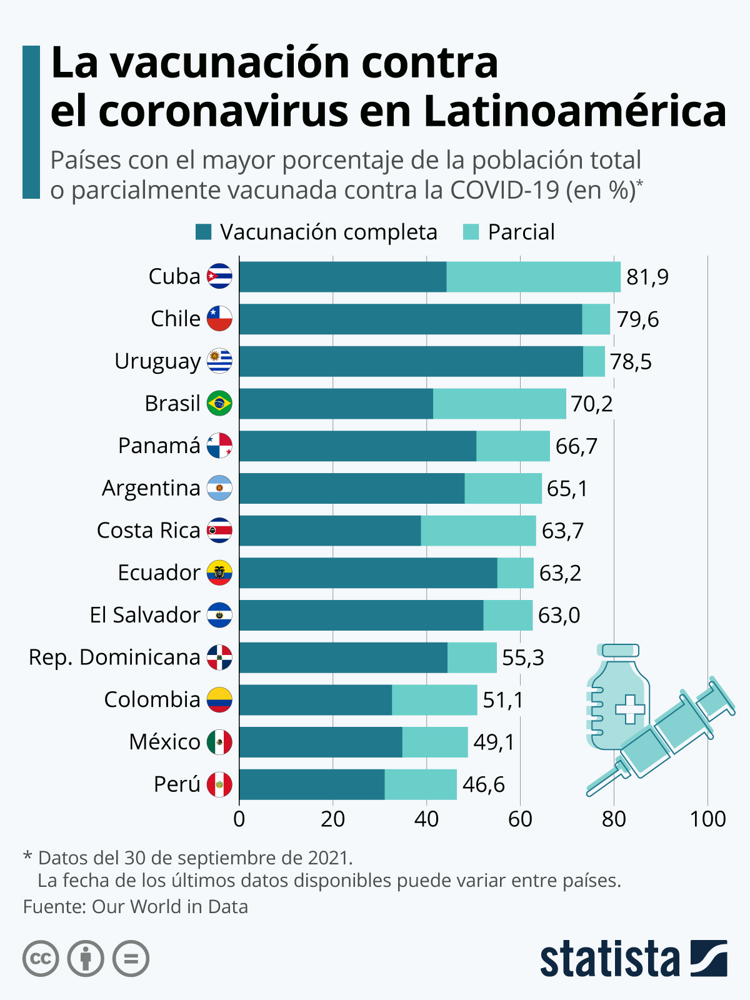 La vacunación contra
el coronavirus en Latinoamérica
Países con el mayor porcentaje de la población total
o parcialmente vacunada contra la COVID-19 (en %)*
Vacunación completa Parcial
Cuba 81,9
Chile 79,6
Uruguay 78,5
Brasil 70,2
Panamá 66,7
Argentina 65,1
Costa Rica 63,7
Ecuador 63,2
El Salvador 63,0
Rep. Dominicana 55,3
Colombia 51,1
México 49,1
Perú 46,6
0 20 40 60 80 100
* Datos del 30 de septiembre de 2021.
La fecha de los últimos datos disponibles puede variar entre países.
Fuente: Our World in Data
cc
statista